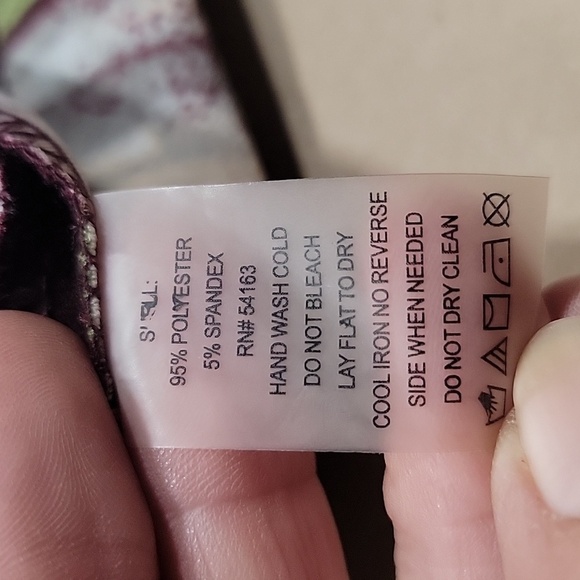 95% POLYESTER
5% SPANDEX
RN# 54163
HAND WASH COLD
DO NOT BLEACH
LAY FLAT TO DRY
COOL IRON NO REVERSE
SIDE WHEN NEEDED
DO NOT DRY CLEAN